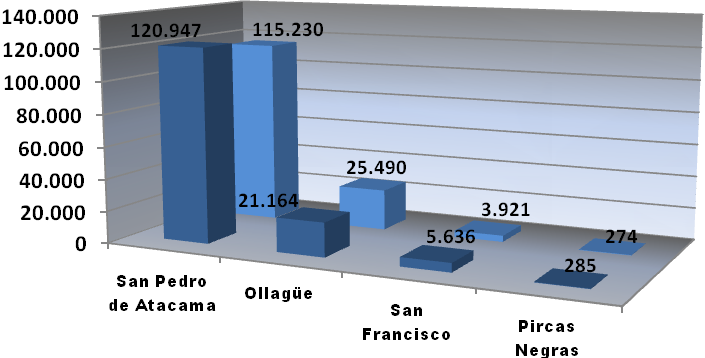 140.000
120.000
100.000
80.000
60.000
40.000
20.000
0
120.947
115.230
21.164
25.490
5.636
3.921
285
274
San Pedro
de Atacama
Ollagüe
San
Francisco
Pircas
Negras